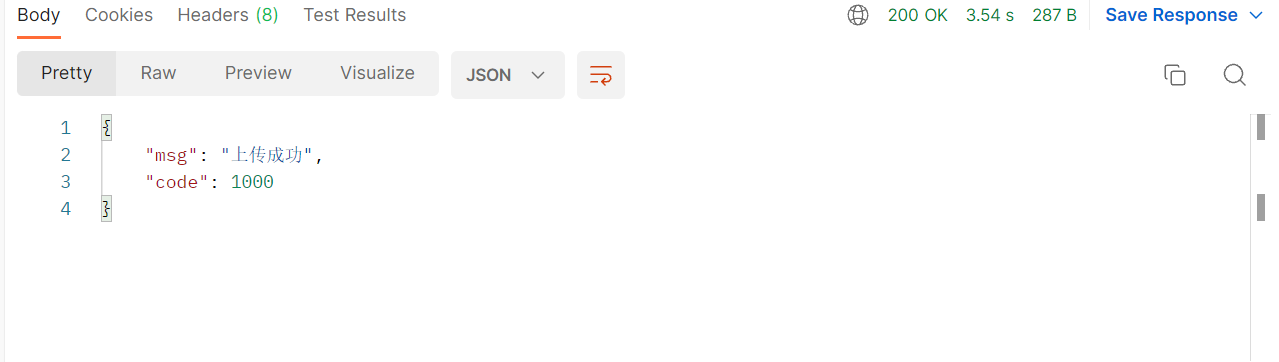 Body Cookies Headers (8) Test Results 200 OK 3.54 s 287 B Save Response
Pretty Raw Preview Visualize JSON
1 {
2 "msg": "上传成功",
3 "code": 1000
4 }